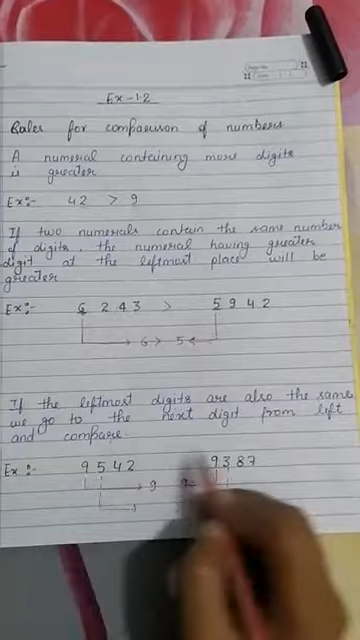 Ex-1.2
Rules for comparison of numbers
A numeral containing more digits
is greater
Ex:- 42 > 9
If two numerals contain the same number
of digits, the numeral having greater
digit at the leftmost place will be
greater
Ex:- 6 2 4 3 > 5 9 4 2
6 > 5
If the leftmost digits are also the same
we go to the next digit from left
and compare.
Ex:- 9 5 4 2 9 3 8 7
9